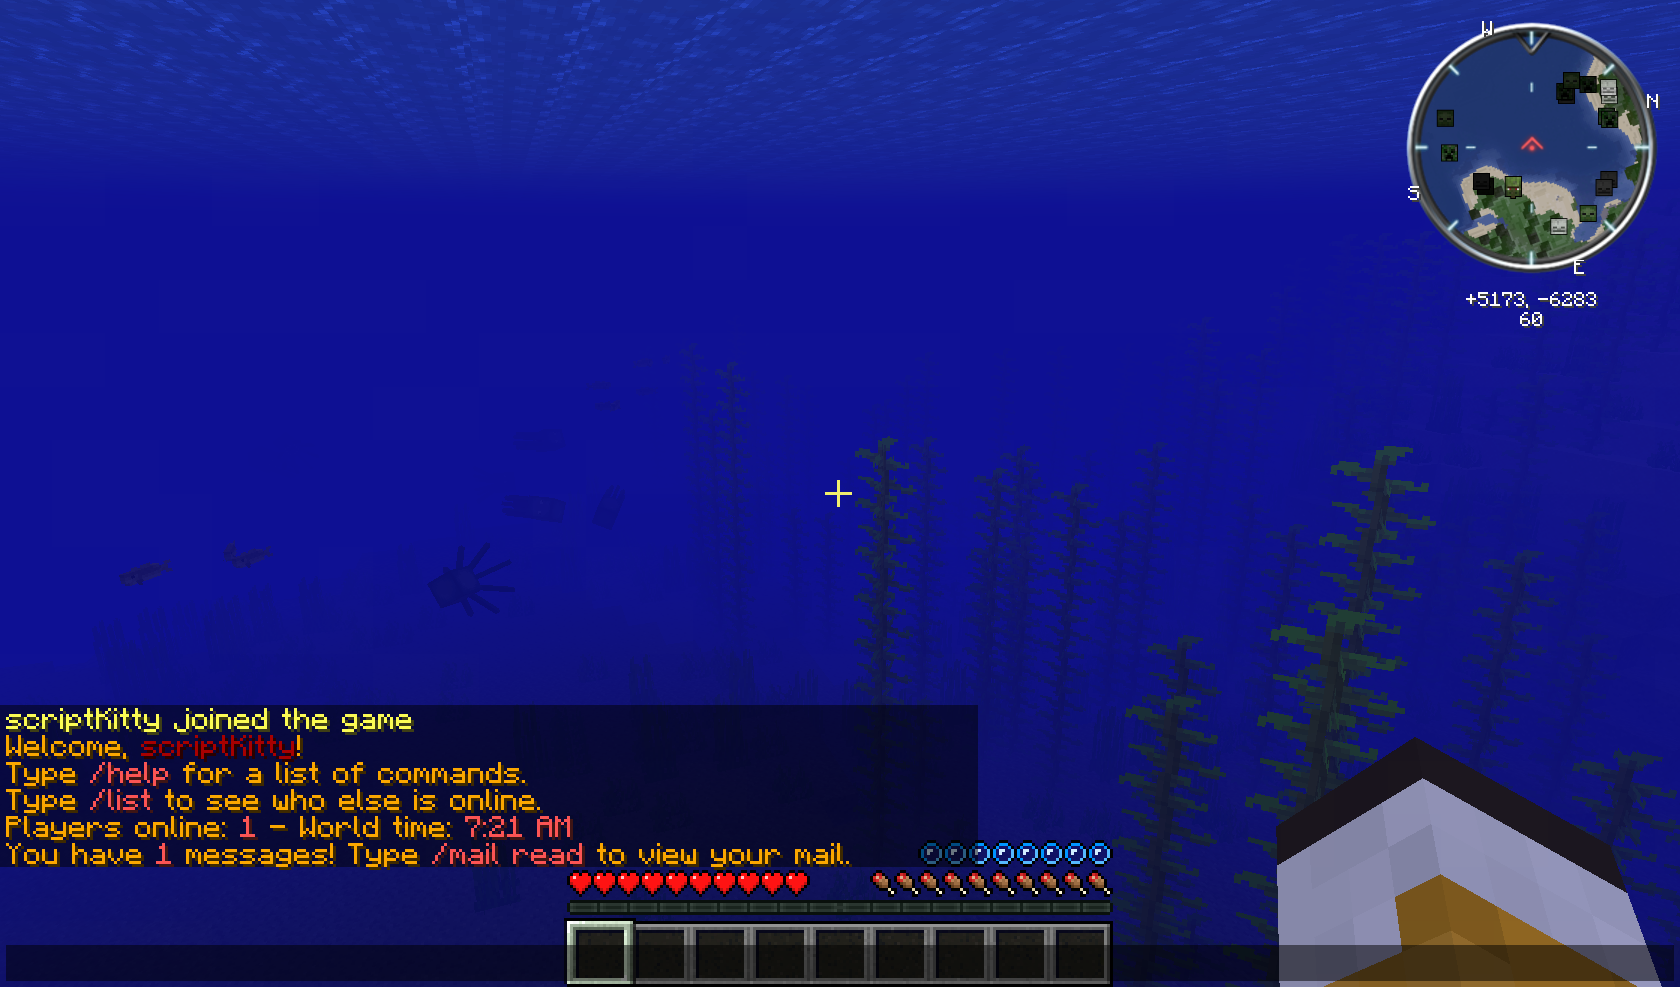 W
N
S
E
+5173, -6283
60
scriptKitty joined the game
Welcome, scriptKitty!
Type /help for a list of commands.
Type /list to see who else is online.
Players online: 1 – World time: 7:21 AM
You have 1 messages! Type /mail read to view your mail.